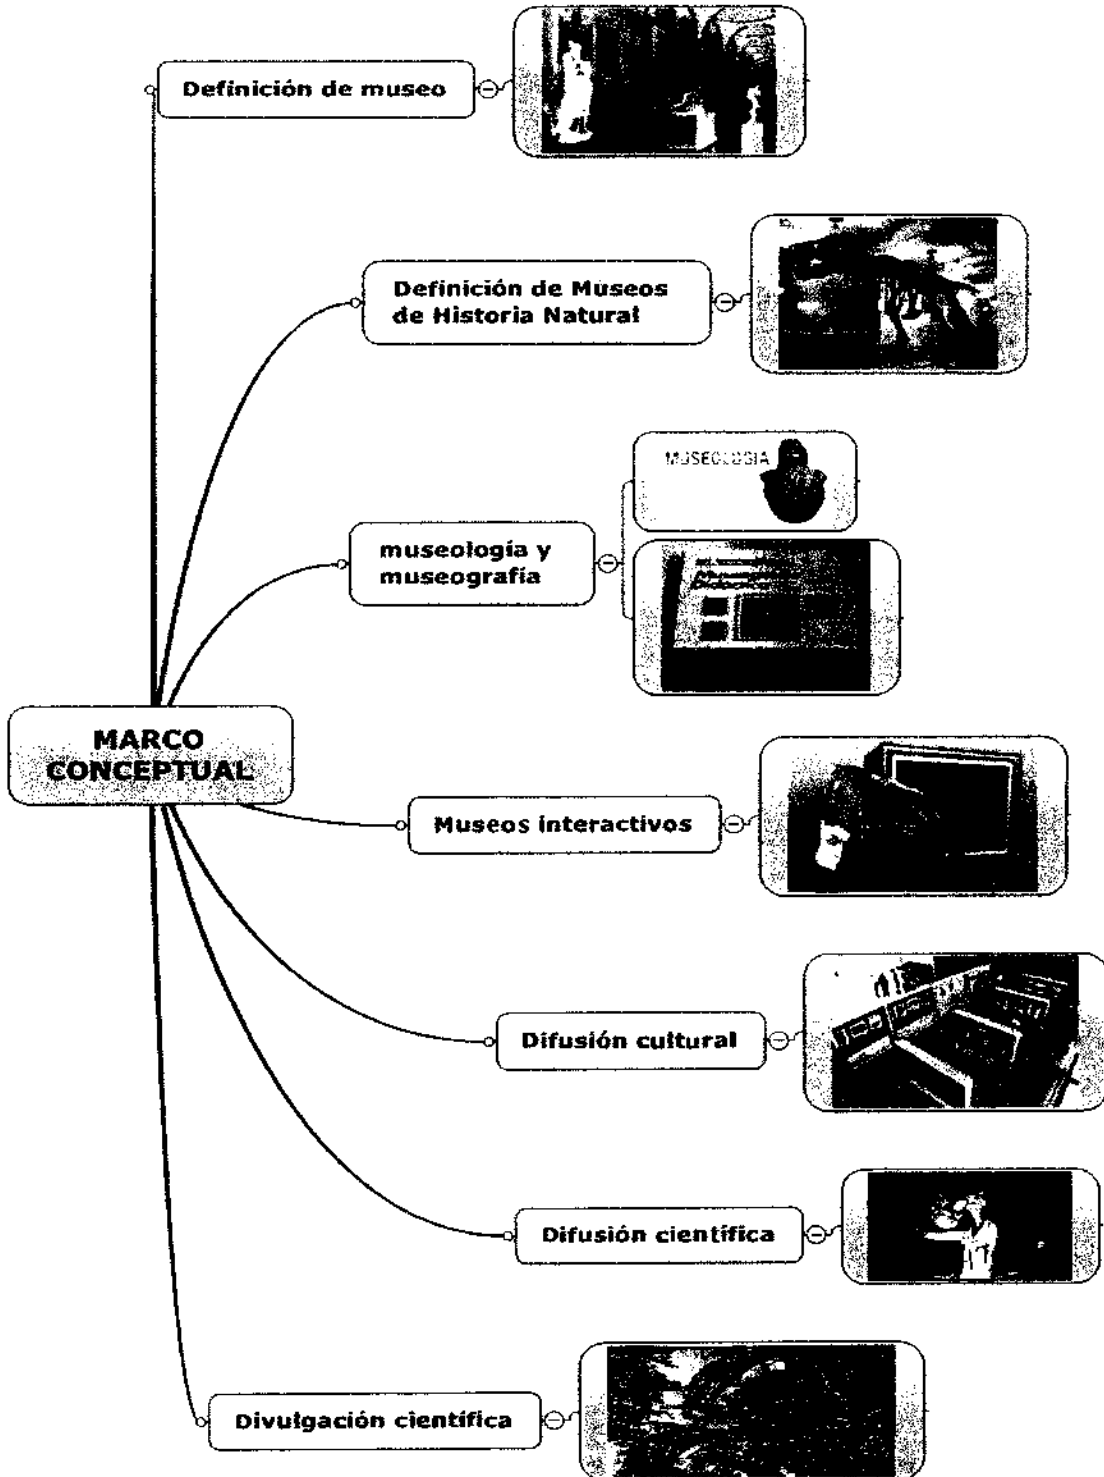 Definición de museo
Definición de Museos
de Historia Natural
MUSEOLOGIA
museología y
museografía
MARCO
CONCEPTUAL
Museos interactivos
Difusión cultural
Difusión científica
Divulgación científica